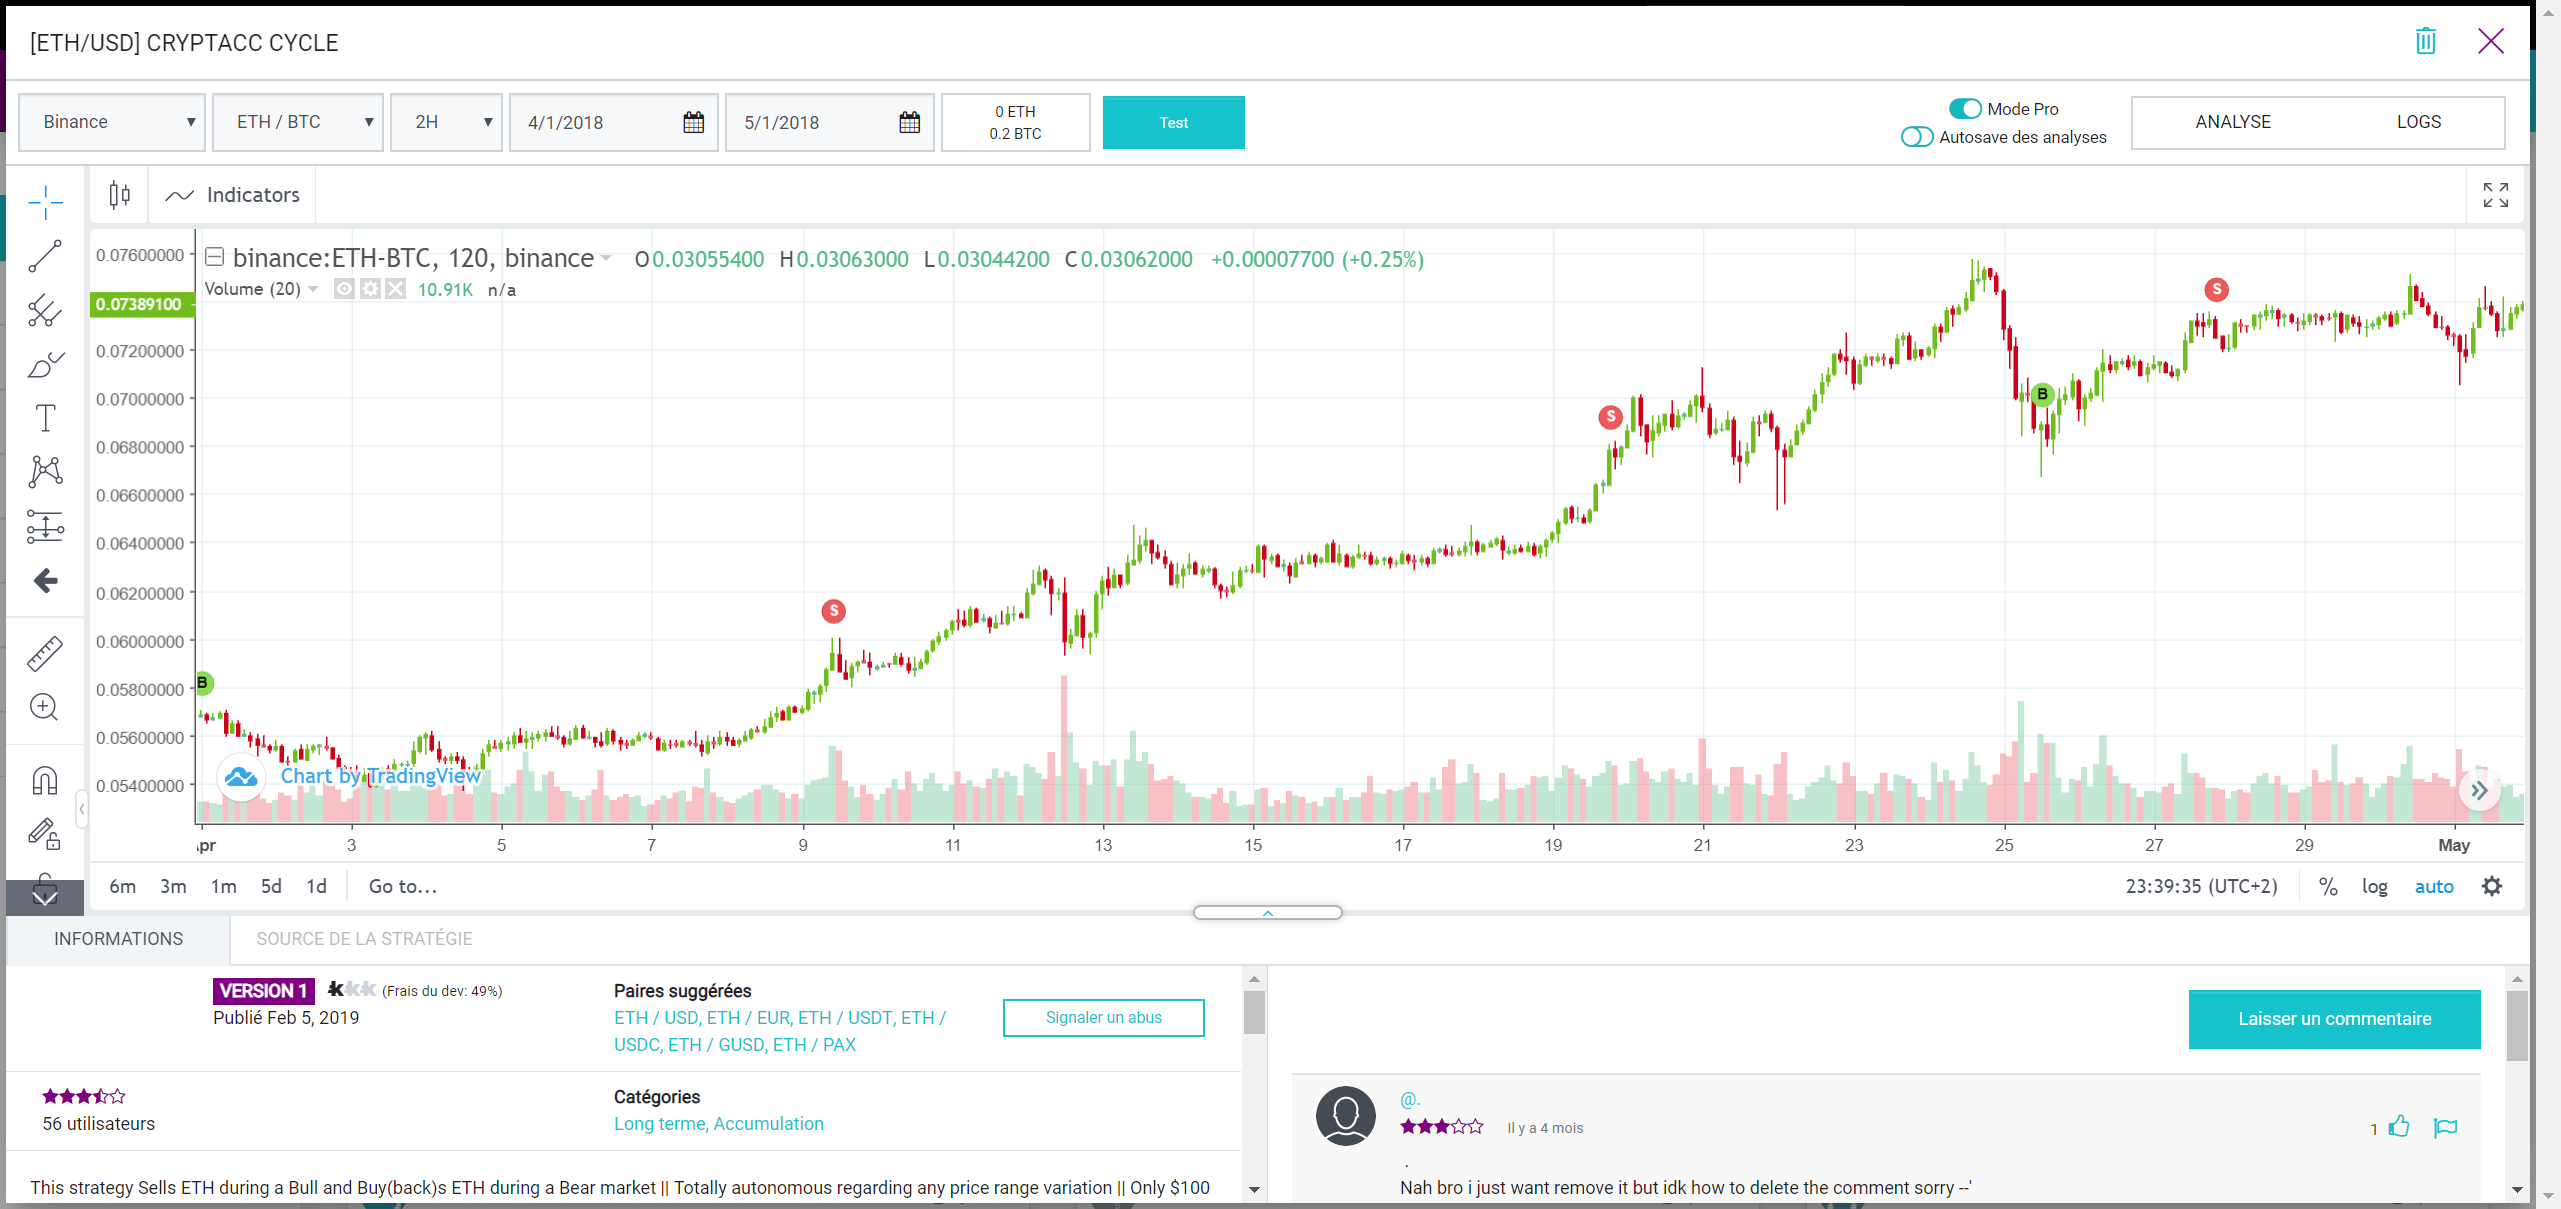 [ETH/USD] CRYPTACC CYCLE
Binance ▼ ETH / BTC ▼ 2H ▼ 4/1/2018 5/1/2018
0 ETH
0.2 BTC
Test
Mode Pro
Autosave des analyses
ANALYSE LOGS
Indicators
binance:ETH-BTC, 120, binance O0.03055400 H0.03063000 L0.03044200 C0.03062000 +0.00007700 (+0.25%)
Volume (20) 10.91K n/a
0.07600000
0.07389100
0.07200000
0.07000000
0.06800000
0.06600000
0.06400000
0.06200000
0.06000000
0.05800000
0.05600000
0.05400000
S
S
B
S
B
T
Chart by TradingView
Apr 3 5 7 9 11 13 15 17 19 21 23 25 27 29 May
6m 3m 1m 5d 1d Go to...
23:39:35 (UTC+2) % log auto
INFORMATIONS SOURCE DE LA STRATÉGIE
VERSION 1 (Frais du dev: 49%)
Publié Feb 5, 2019
Paires suggérées
ETH / USD, ETH / EUR, ETH / USDT, ETH /
USDC, ETH / GUSD, ETH / PAX
Signaler un abus
56 utilisateurs
Catégories
Long terme, Accumulation
This strategy Sells ETH during a Bull and Buy(back)s ETH during a Bear market || Totally autonomous regarding any price range variation || Only $100
Laisser un commentaire
@.
Il y a 4 mois
1
.
Nah bro i just want remove it but idk how to delete the comment sorry --'